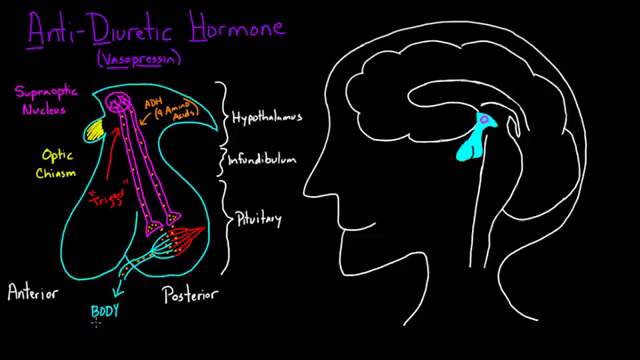 Anti-Diuretic Hormone
(Vasopressin)
Supraoptic
Nucleus
ADH
(9 Amino
Acids)
Hypothalamus
Optic
Chiasm
Infundibulum
"Trigger"
Pituitary
Anterior
Posterior
BODY